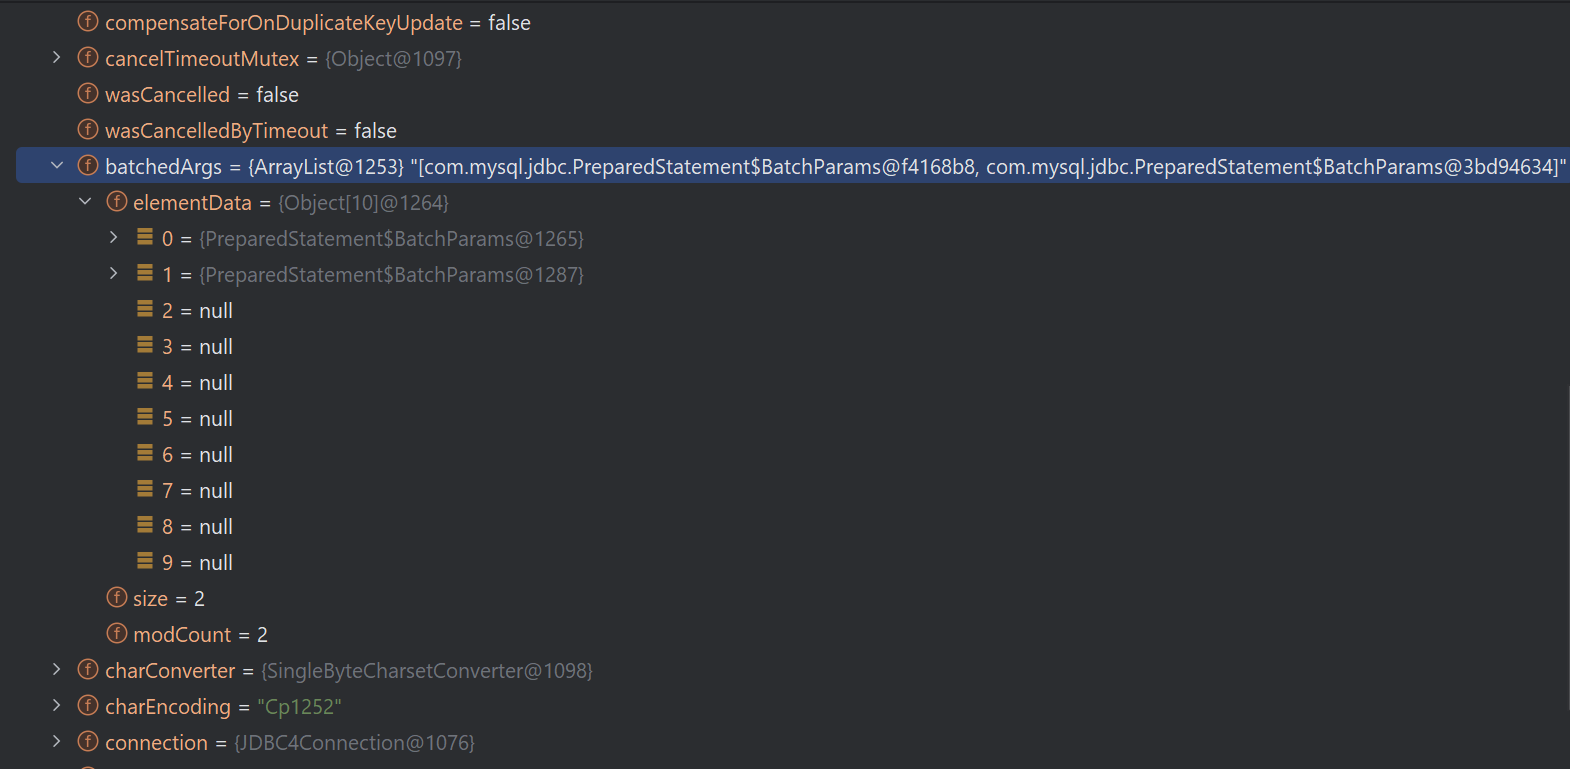 f compensateForOnDuplicateKeyUpdate = false
f cancelTimeoutMutex = {Object@1097}
f wasCancelled = false
f wasCancelledByTimeout = false
f batchedArgs = {ArrayList@1253} "[com.mysql.jdbc.PreparedStatement$BatchParams@f4168b8, com.mysql.jdbc.PreparedStatement$BatchParams@3bd94634]"
f elementData = {Object[10]@1264}
0 = {PreparedStatement$BatchParams@1265}
1 = {PreparedStatement$BatchParams@1287}
2 = null
3 = null
4 = null
5 = null
6 = null
7 = null
8 = null
9 = null
f size = 2
f modCount = 2
f charConverter = {SingleByteCharsetConverter@1098}
f charEncoding = "Cp1252"
f connection = {JDBC4Connection@1076}